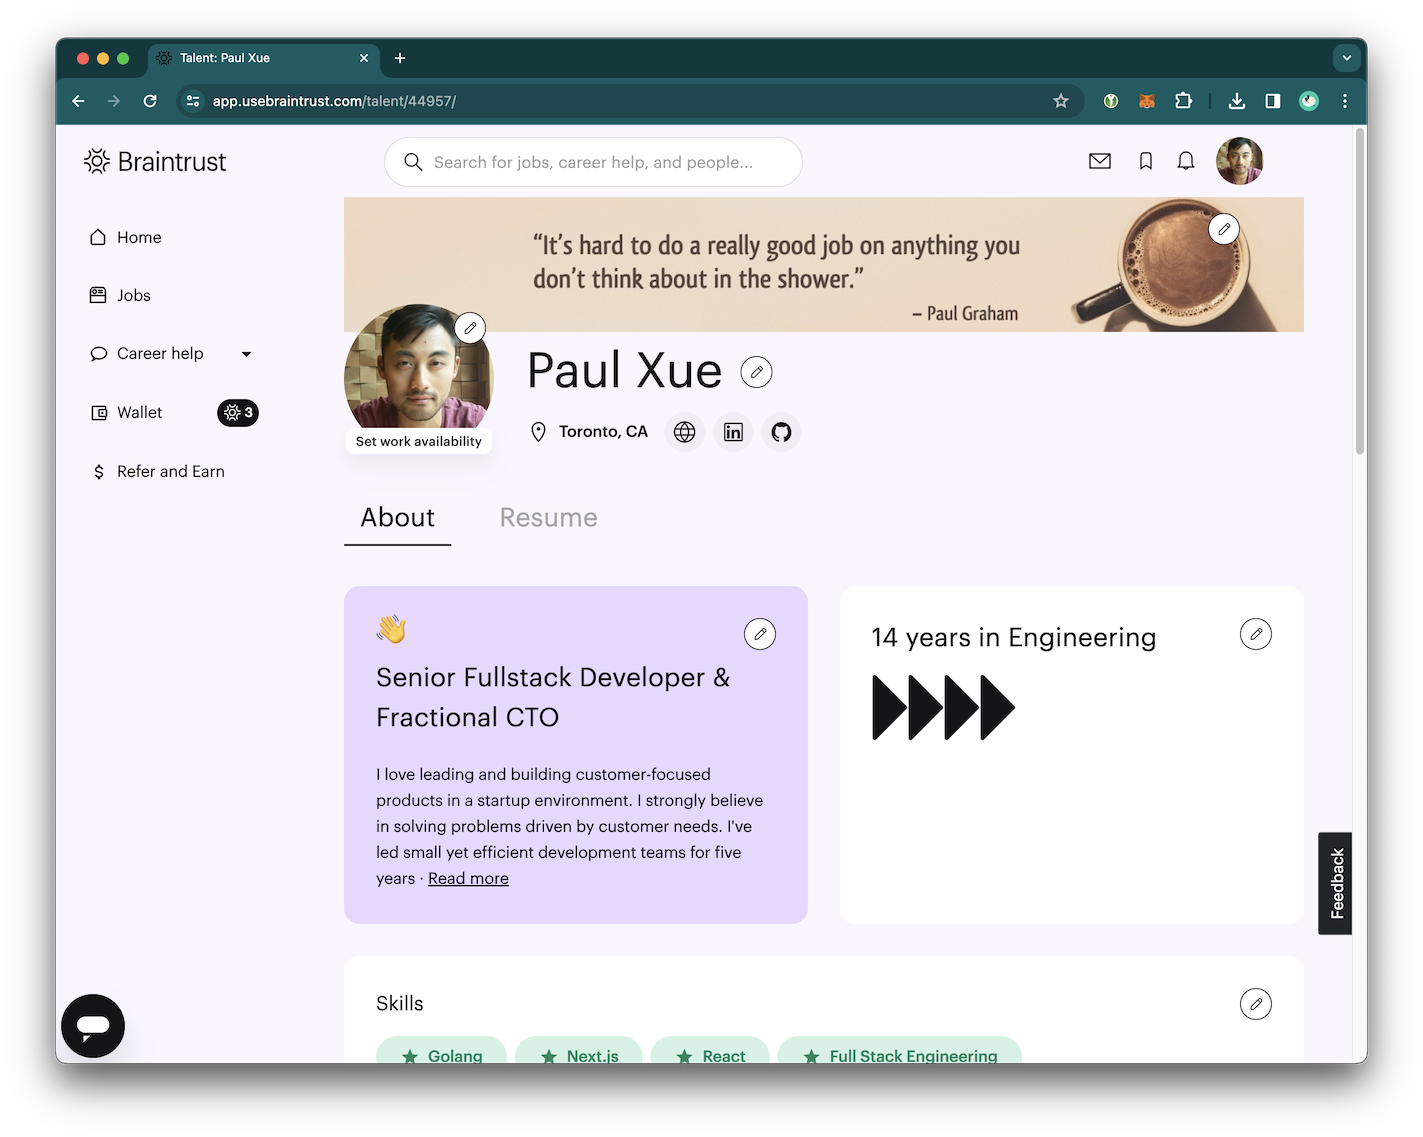 Talent: Paul Xue
app.usebraintrust.com/talent/44957/
Braintrust
Search for jobs, career help, and people...
Home
Jobs
Career help
Wallet
3
Refer and Earn
“It’s hard to do a really good job on anything you
don’t think about in the shower.”
– Paul Graham
Set work availability
Paul Xue
Toronto, CA
in
About
Resume
👋
Senior Fullstack Developer &
Fractional CTO
I love leading and building customer-focused
products in a startup environment. I strongly believe
in solving problems driven by customer needs. I've
led small yet efficient development teams for five
years · Read more
14 years in Engineering
Feedback
Skills
Golang
Next.js
React
Full Stack Engineering